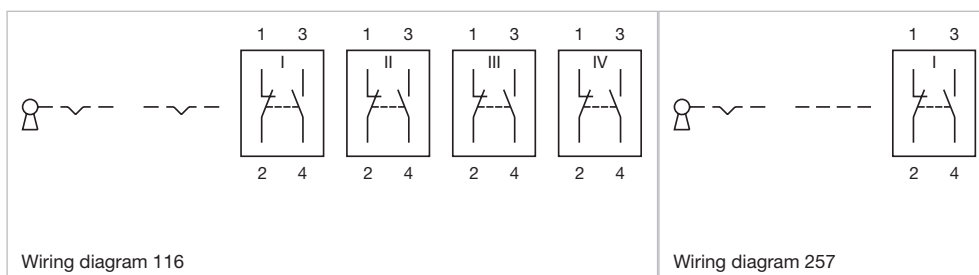 1 3 1 3 1 3 1 3 1 3
I II III IV I
2 4 2 4 2 4 2 4 2 4
Wiring diagram 116 Wiring diagram 257